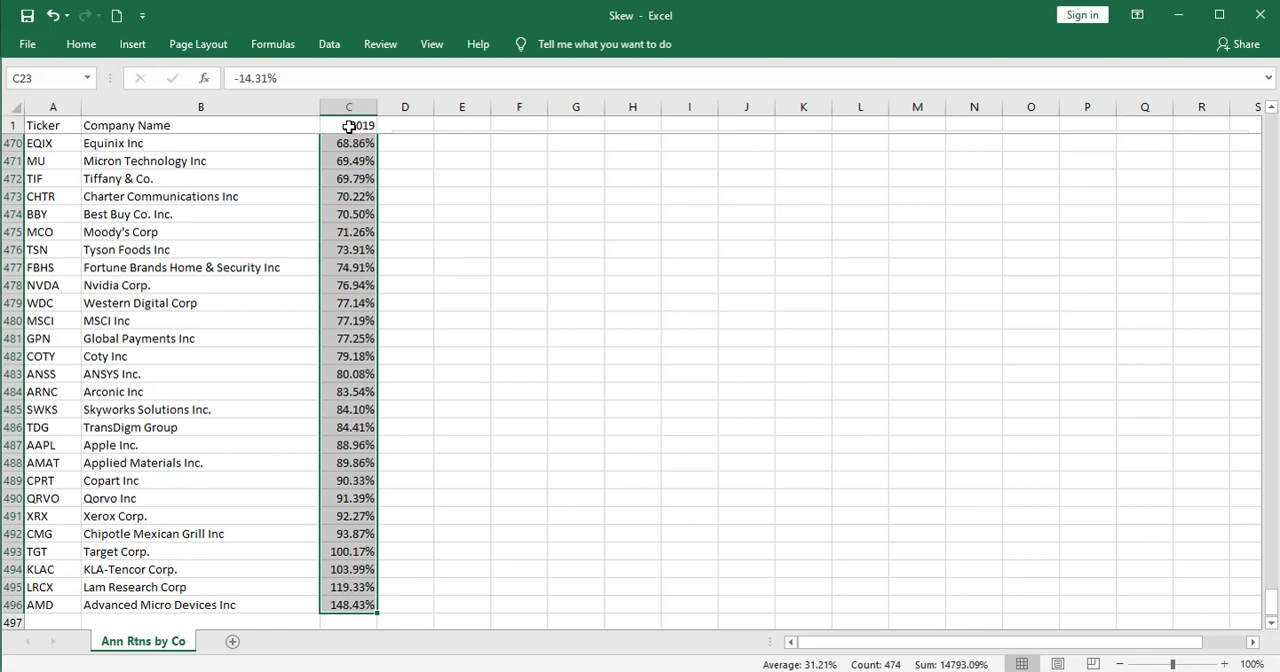 Skew - Excel
Sign in
File Home Insert Page Layout Formulas Data Review View Help Tell me what you want to do Share
C23 fx -14.31%
A B C D E F G H I J K L M N O P Q R S
1 Ticker Company Name 2019
470 EQIX Equinix Inc 68.86%
471 MU Micron Technology Inc 69.49%
472 TIF Tiffany & Co. 69.79%
473 CHTR Charter Communications Inc 70.22%
474 BBY Best Buy Co. Inc. 70.50%
475 MCO Moody's Corp 71.26%
476 TSN Tyson Foods Inc 73.91%
477 FBHS Fortune Brands Home & Security Inc 74.91%
478 NVDA Nvidia Corp. 76.94%
479 WDC Western Digital Corp 77.14%
480 MSCI MSCI Inc 77.19%
481 GPN Global Payments Inc 77.25%
482 COTY Coty Inc 79.18%
483 ANSS ANSYS Inc. 80.08%
484 ARNC Arconic Inc 83.54%
485 SWKS Skyworks Solutions Inc. 84.10%
486 TDG TransDigm Group 84.41%
487 AAPL Apple Inc. 88.96%
488 AMAT Applied Materials Inc. 89.86%
489 CPRT Copart Inc 90.33%
490 QRVO Qorvo Inc 91.39%
491 XRX Xerox Corp. 92.27%
492 CMG Chipotle Mexican Grill Inc 93.87%
493 TGT Target Corp. 100.17%
494 KLAC KLA-Tencor Corp. 103.99%
495 LRCX Lam Research Corp 119.33%
496 AMD Advanced Micro Devices Inc 148.43%
497
Ann Rtns by Co
Average: 31.21% Count: 474 Sum: 14793.09% 100%